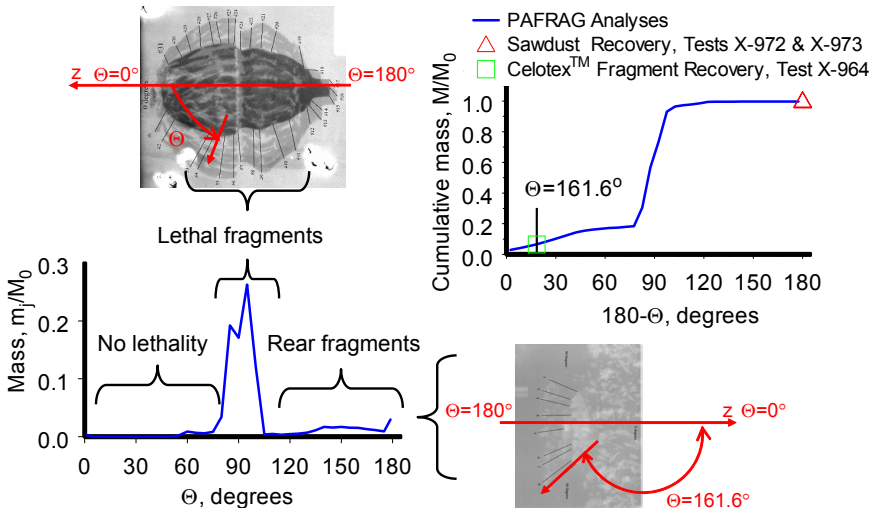 PAFRAG Analyses
Sawdust Recovery, Tests X-972 & X-973
Celotex™ Fragment Recovery, Test X-964
z Θ=0°
Θ=180°
0 degrees
Θ
Lethal fragments
Cumulative mass, M/M₀
1.0
0.8
0.6
0.4
0.2
0.0
Θ=161.6°
0
30
60
90
120
150
180
180-Θ, degrees
Mass, mⱼ/M₀
0.3
0.2
0.1
0.0
No lethality
Rear fragments
0
30
60
90
120
150
180
Θ, degrees
Θ=180°
z Θ=0°
Θ=161.6°